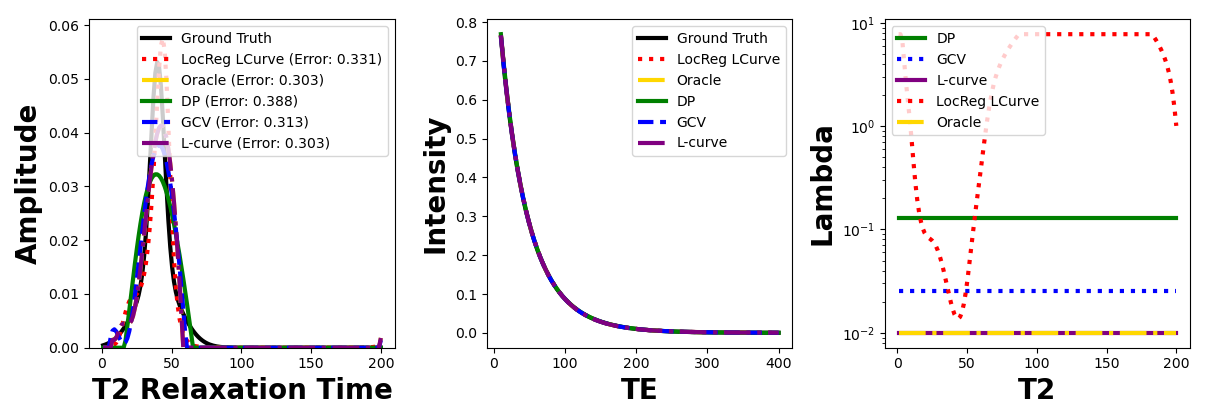 Amplitude
0.06
0.05
0.04
0.03
0.02
0.01
0.00
0
50
100
150
200
T2 Relaxation Time
Ground Truth
LocReg LCurve (Error: 0.331)
Oracle (Error: 0.303)
DP (Error: 0.388)
GCV (Error: 0.313)
L-curve (Error: 0.303)
Intensity
0.8
0.7
0.6
0.5
0.4
0.3
0.2
0.1
0.0
0
100
200
300
400
TE
Ground Truth
LocReg LCurve
Oracle
DP
GCV
L-curve
Lambda
10¹
10⁰
10⁻¹
10⁻²
0
50
100
150
200
T2
DP
GCV
L-curve
LocReg LCurve
Oracle